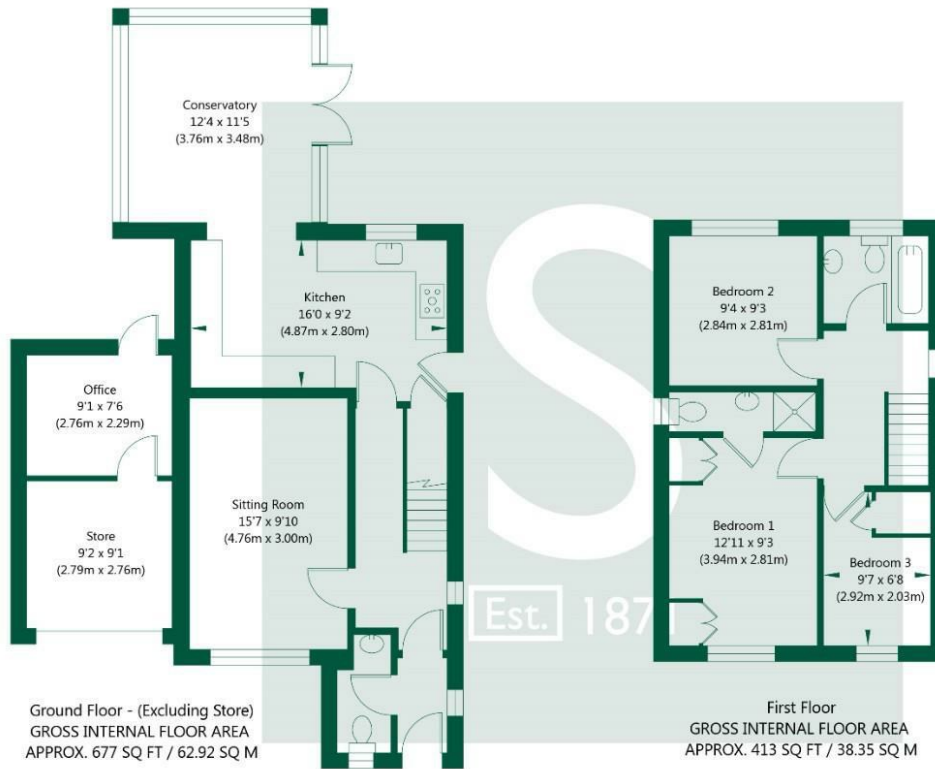 Conservatory
12'4 x 11'5
(3.76m x 3.48m)
Kitchen
16'0 x 9'2
(4.87m x 2.80m)
Office
9'1 x 7'6
(2.76m x 2.29m)
Sitting Room
15'7 x 9'10
(4.76m x 3.00m)
Store
9'2 x 9'1
(2.79m x 2.76m)
Ground Floor - (Excluding Store)
GROSS INTERNAL FLOOR AREA
APPROX. 677 SQ FT / 62.92 SQ M
S
Est. 1871
Bedroom 2
9'4 x 9'3
(2.84m x 2.81m)
Bedroom 1
12'11 x 9'3
(3.94m x 2.81m)
Bedroom 3
9'7 x 6'8
(2.92m x 2.03m)
First Floor
GROSS INTERNAL FLOOR AREA
APPROX. 413 SQ FT / 38.35 SQ M